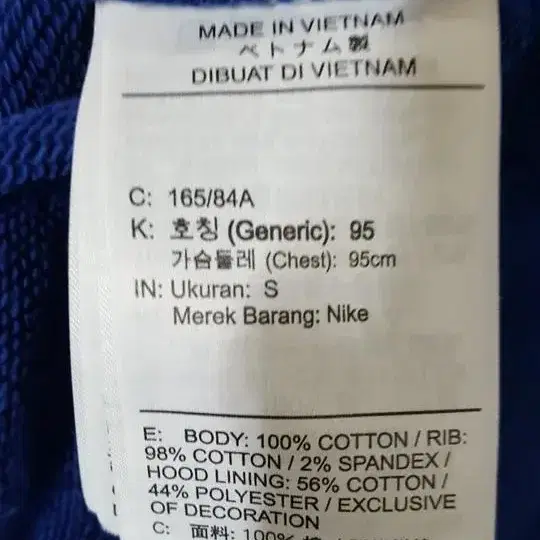 MADE IN VIETNAM
ベトナム製
DIBUAT DI VIETNAM
C: 165/84A
K: 호칭 (Generic): 95
가슴둘레 (Chest): 95cm
IN: Ukuran: S
Merek Barang: Nike
E: BODY: 100% COTTON / RIB:
98% COTTON / 2% SPANDEX /
HOOD LINING: 56% COTTON /
44% POLYESTER / EXCLUSIVE
OF DECORATION
C: 面料: 100%